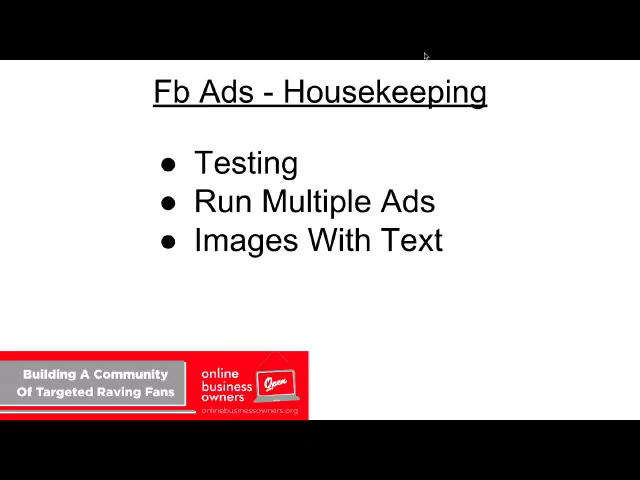 Fb Ads - Housekeeping
● Testing
● Run Multiple Ads
● Images With Text
Building A Community
Of Targeted Raving Fans
online
business
owners
Open
onlinebusinessowners.org